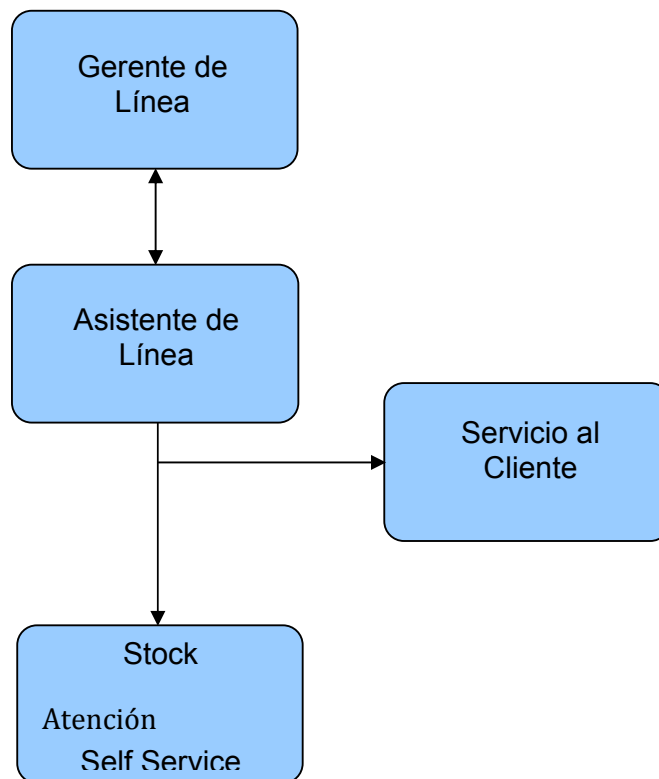 Gerente de
Línea
Asistente de
Línea
Servicio al
Cliente
Stock
Atención
Self Service